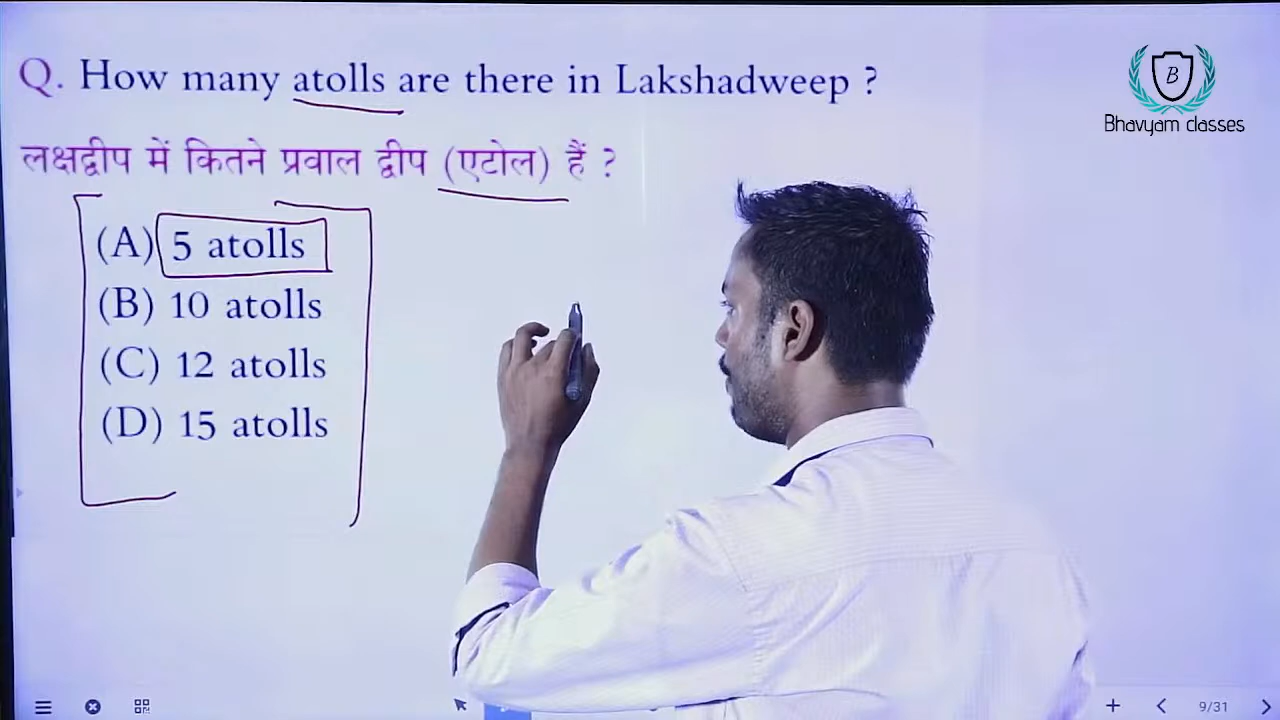 Q. How many atolls are there in Lakshadweep ?
लक्षद्वीप में कितने प्रवाल द्वीप (एटोल) हैं ?
(A) 5 atolls
(B) 10 atolls
(C) 12 atolls
(D) 15 atolls
B
Bhavyam classes
9/31